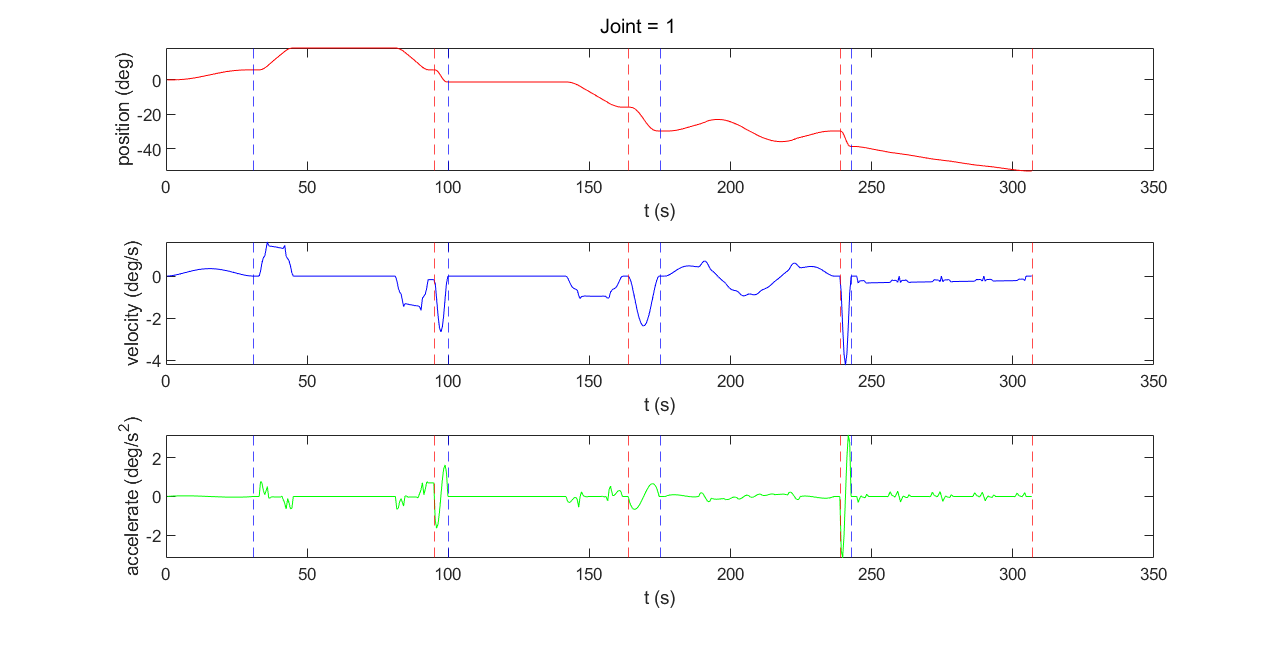 Joint = 1
position (deg)
0
-20
-40
0 50 100 150 200 250 300 350
t (s)
velocity (deg/s)
0
-2
-4
0 50 100 150 200 250 300 350
t (s)
accelerate (deg/s²)
2
0
-2
0 50 100 150 200 250 300 350
t (s)